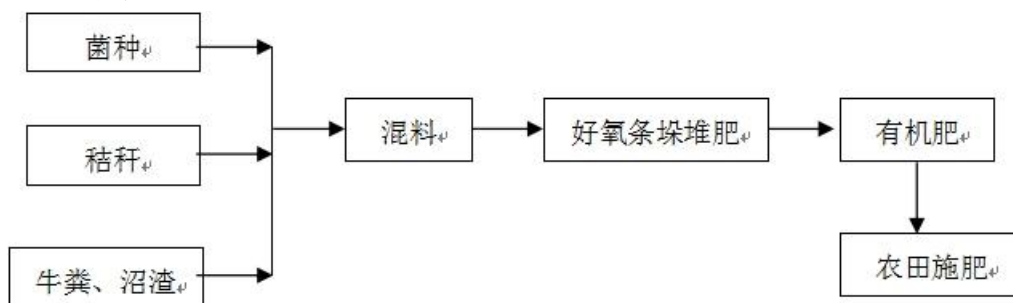 菌种
秸秆
牛粪、沼渣
混料
好氧条垛堆肥
有机肥
农田施肥